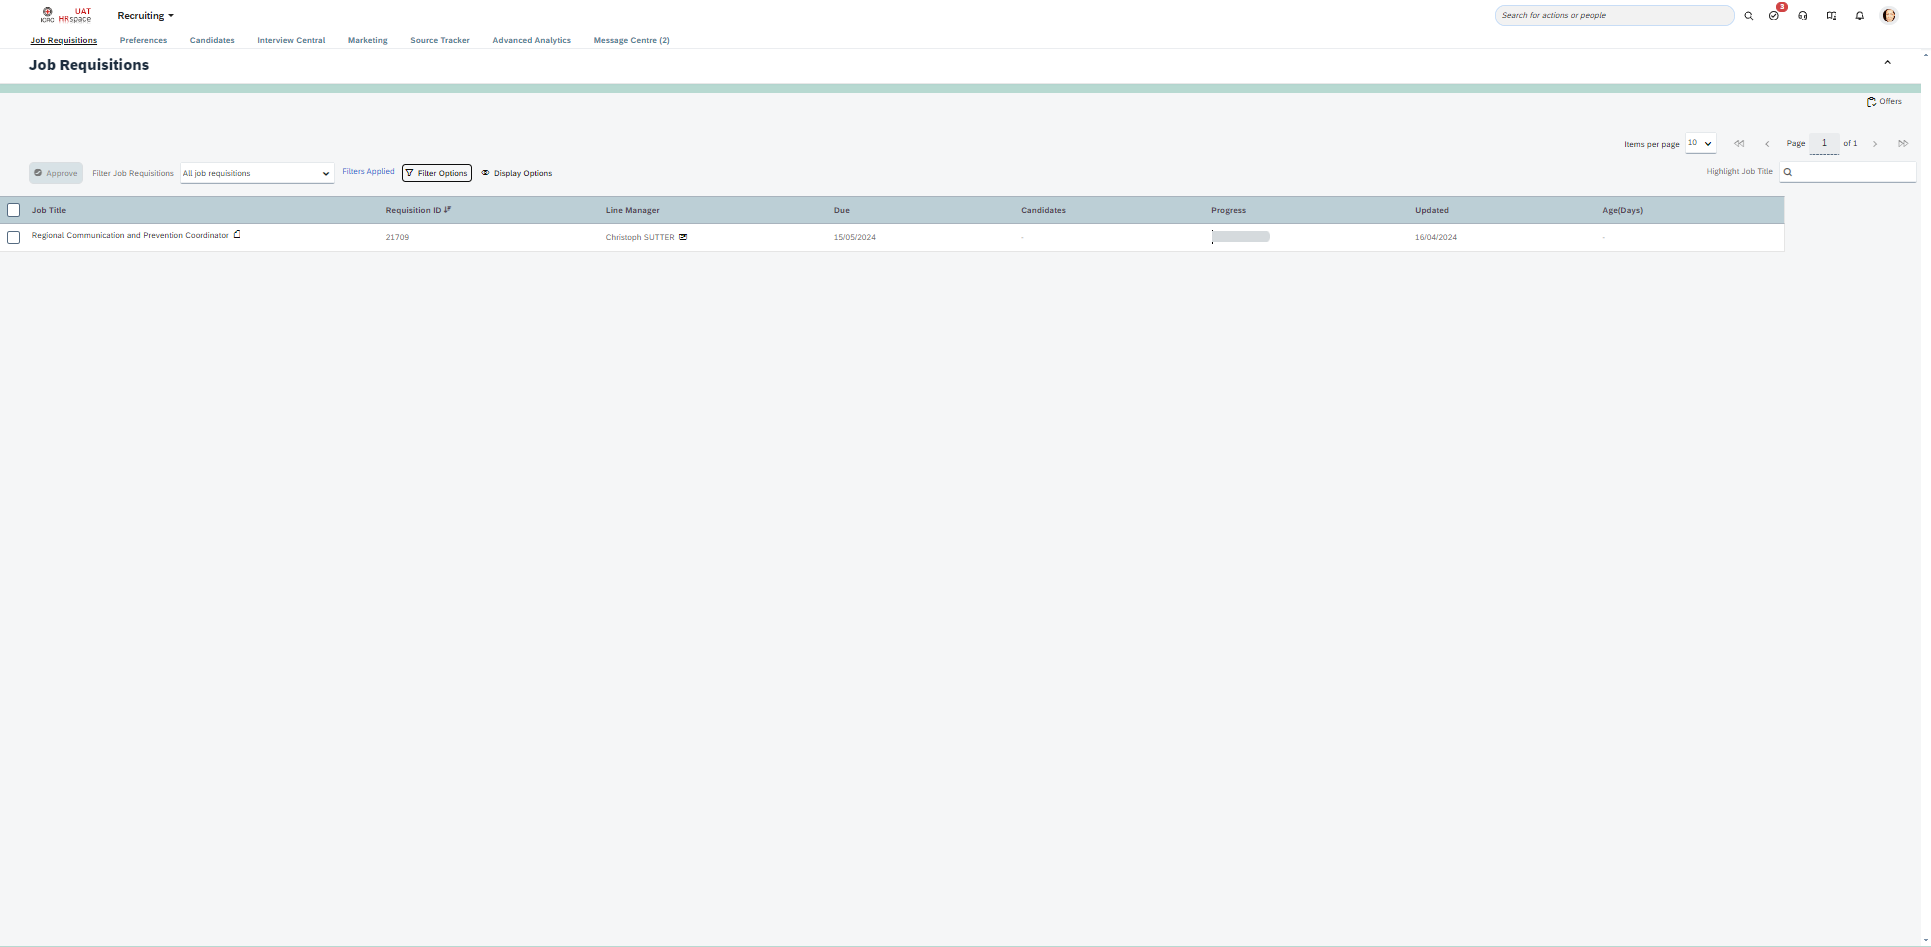 ICRC UAT HRspace Recruiting Search for actions or people 3
Job Requisitions Preferences Candidates Interview Central Marketing Source Tracker Advanced Analytics Message Centre (2)
Job Requisitions
Offers
Items per page 10 Page 1 of 1
Approve Filter Job Requisitions All job requisitions Filters Applied Filter Options Display Options Highlight Job Title
Job Title Requisition ID Line Manager Due Candidates Progress Updated Age(Days)
Regional Communication and Prevention Coordinator 21709 Christoph SUTTER 15/05/2024 - 16/04/2024 -